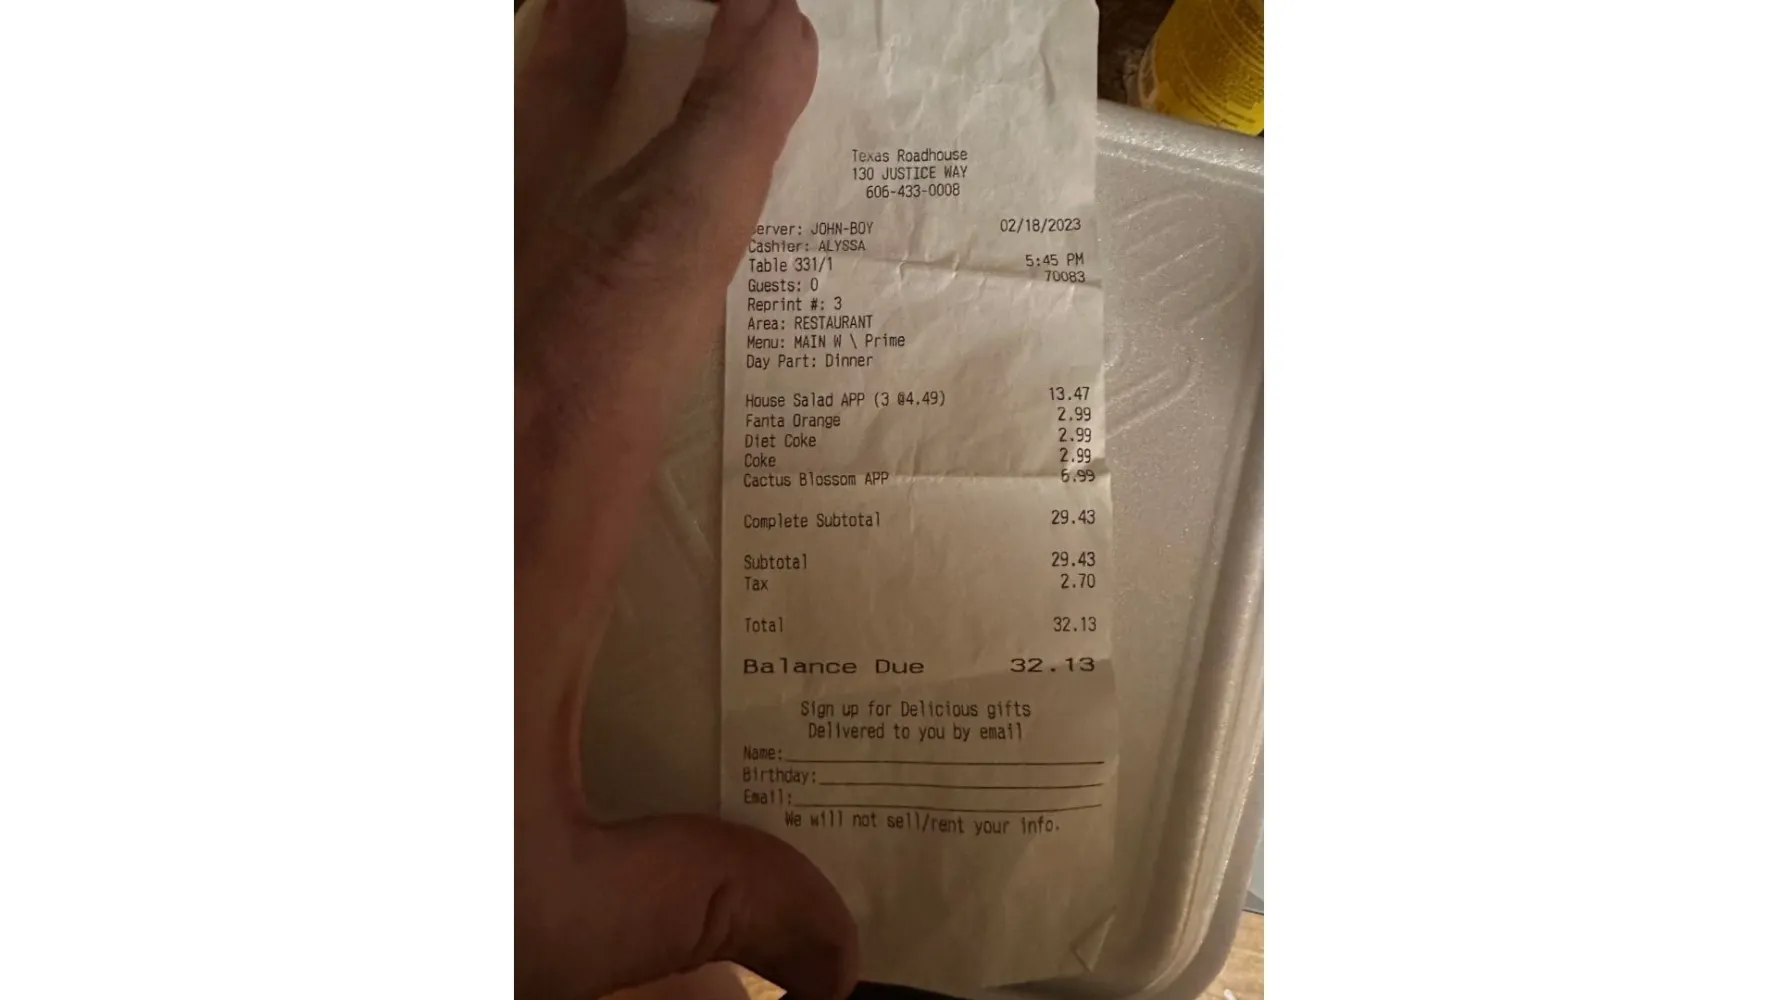 Texas Roadhouse
130 JUSTICE WAY
606-433-0008
erver: JOHN-BOY 02/18/2023
Cashier: ALYSSA
Table 331/1 5:45 PM
70083
Guests: 0
Reprint #: 3
Area: RESTAURANT
Menu: MAIN W \ Prime
Day Part: Dinner
House Salad APP (3 @4.49) 13.47
Fanta Orange 2.99
Diet Coke 2.99
Coke 2.99
Cactus Blossom APP 6.99
Complete Subtotal 29.43
Subtotal 29.43
Tax 2.70
Total 32.13
Balance Due 32.13
Sign up for Delicious gifts
Delivered to you by email
Name:
Birthday:
Email:
We will not sell/rent your info.